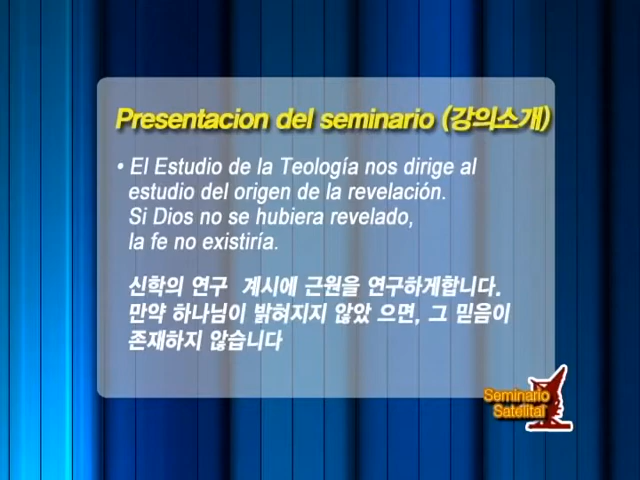 Presentacion del seminario (강의소개)
• El Estudio de la Teología nos dirige al
estudio del origen de la revelación.
Si Dios no se hubiera revelado,
la fe no existiría.
신학의 연구 계시에 근원을 연구하게합니다.
만약 하나님이 밝혀지지 않았 으면, 그 믿음이
존재하지 않습니다
Seminario
Satelital